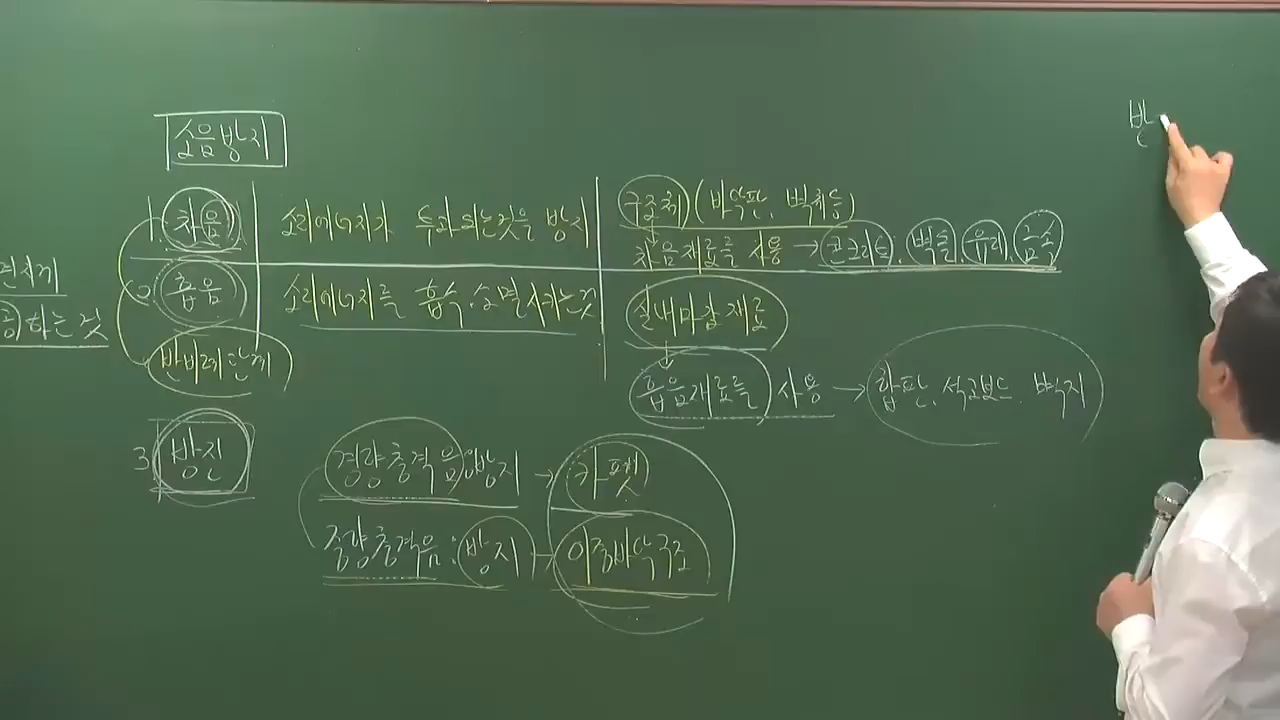 소음방지
1. 차음 소리에너지가 투과되는것을 방지 구조체(바닥판, 벽체등)
차음재료를 사용 → 콘크리트, 벽돌, 유리, 금속
2. 흡음 소리에너지를 흡수·소멸시키는것 실내마감재료
흡음재료를 사용 → 합판, 석고보드, 벽지
반비례관계
하는 것
3 방진 경량충격음방지 → 카펫
중량충격음:방지 → 이중바닥구조
반